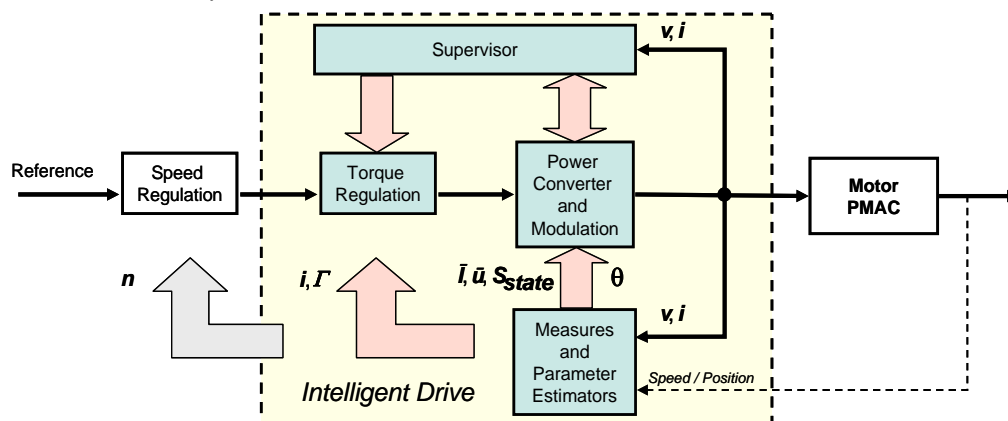 Supervisor
v, i
Reference
Speed
Regulation
Torque
Regulation
Power
Converter
and
Modulation
Motor
PMAC
n
i, Γ
Ī, ū, S_state
θ
v, i
Measures
and
Parameter
Estimators
Speed / Position
Intelligent Drive